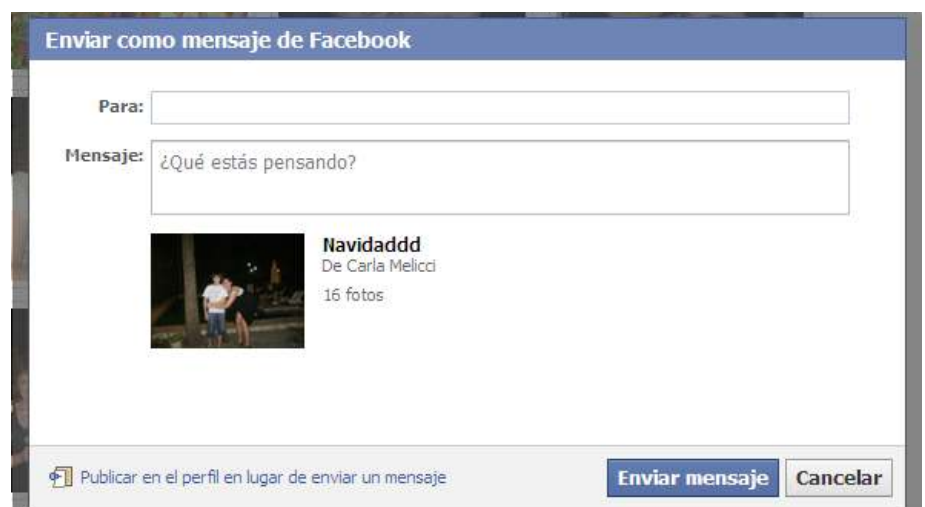 Enviar como mensaje de Facebook
Para:
Mensaje: ¿Qué estás pensando?
Navidaddd
De Carla Melicci
16 fotos
Publicar en el perfil en lugar de enviar un mensaje
Enviar mensaje Cancelar